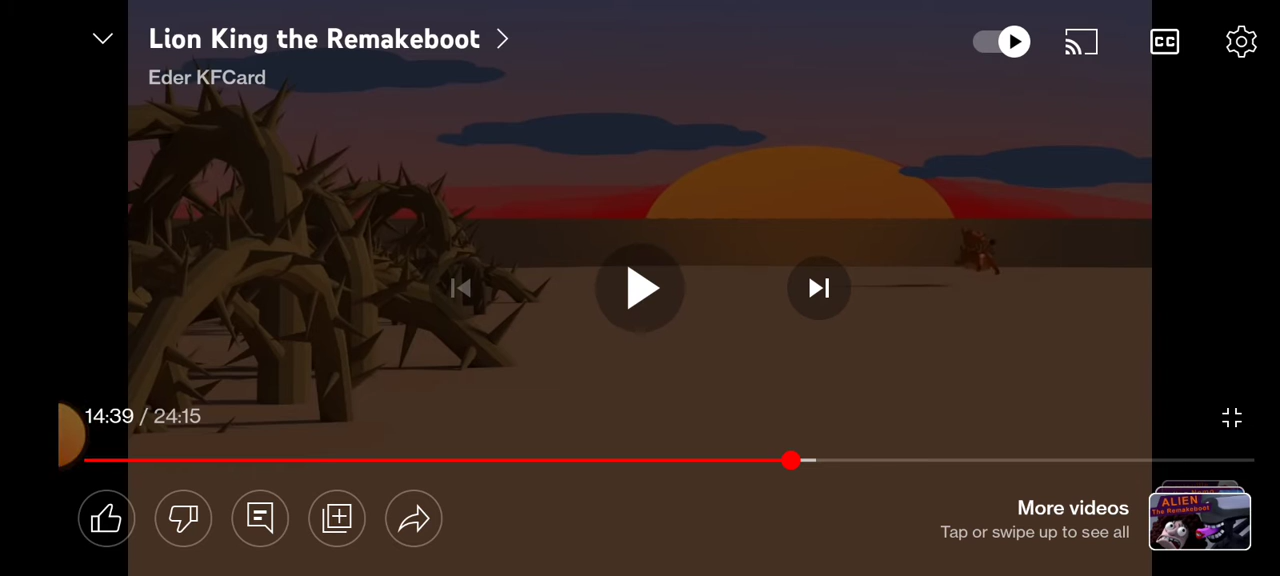 Lion King the Remakeboot
Eder KFCard
CC
14:39 / 24:15
More videos
Tap or swipe up to see all
ALIEN
The Remakeboot